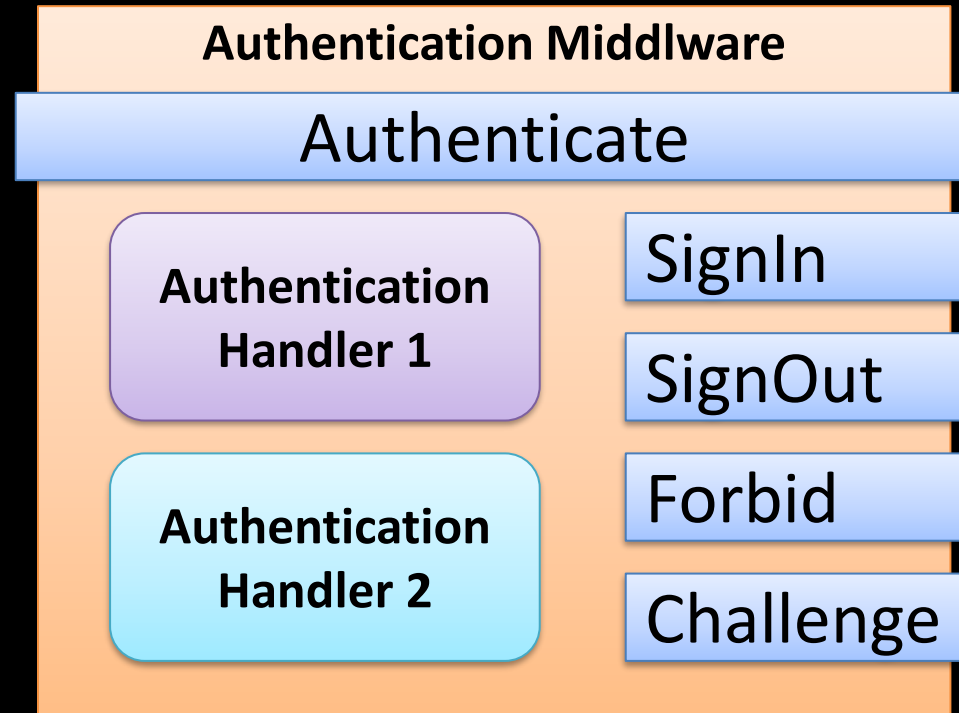 Authentication Middlware
Authenticate
Authentication
Handler 1
SignIn
SignOut
Authentication
Handler 2
Forbid
Challenge